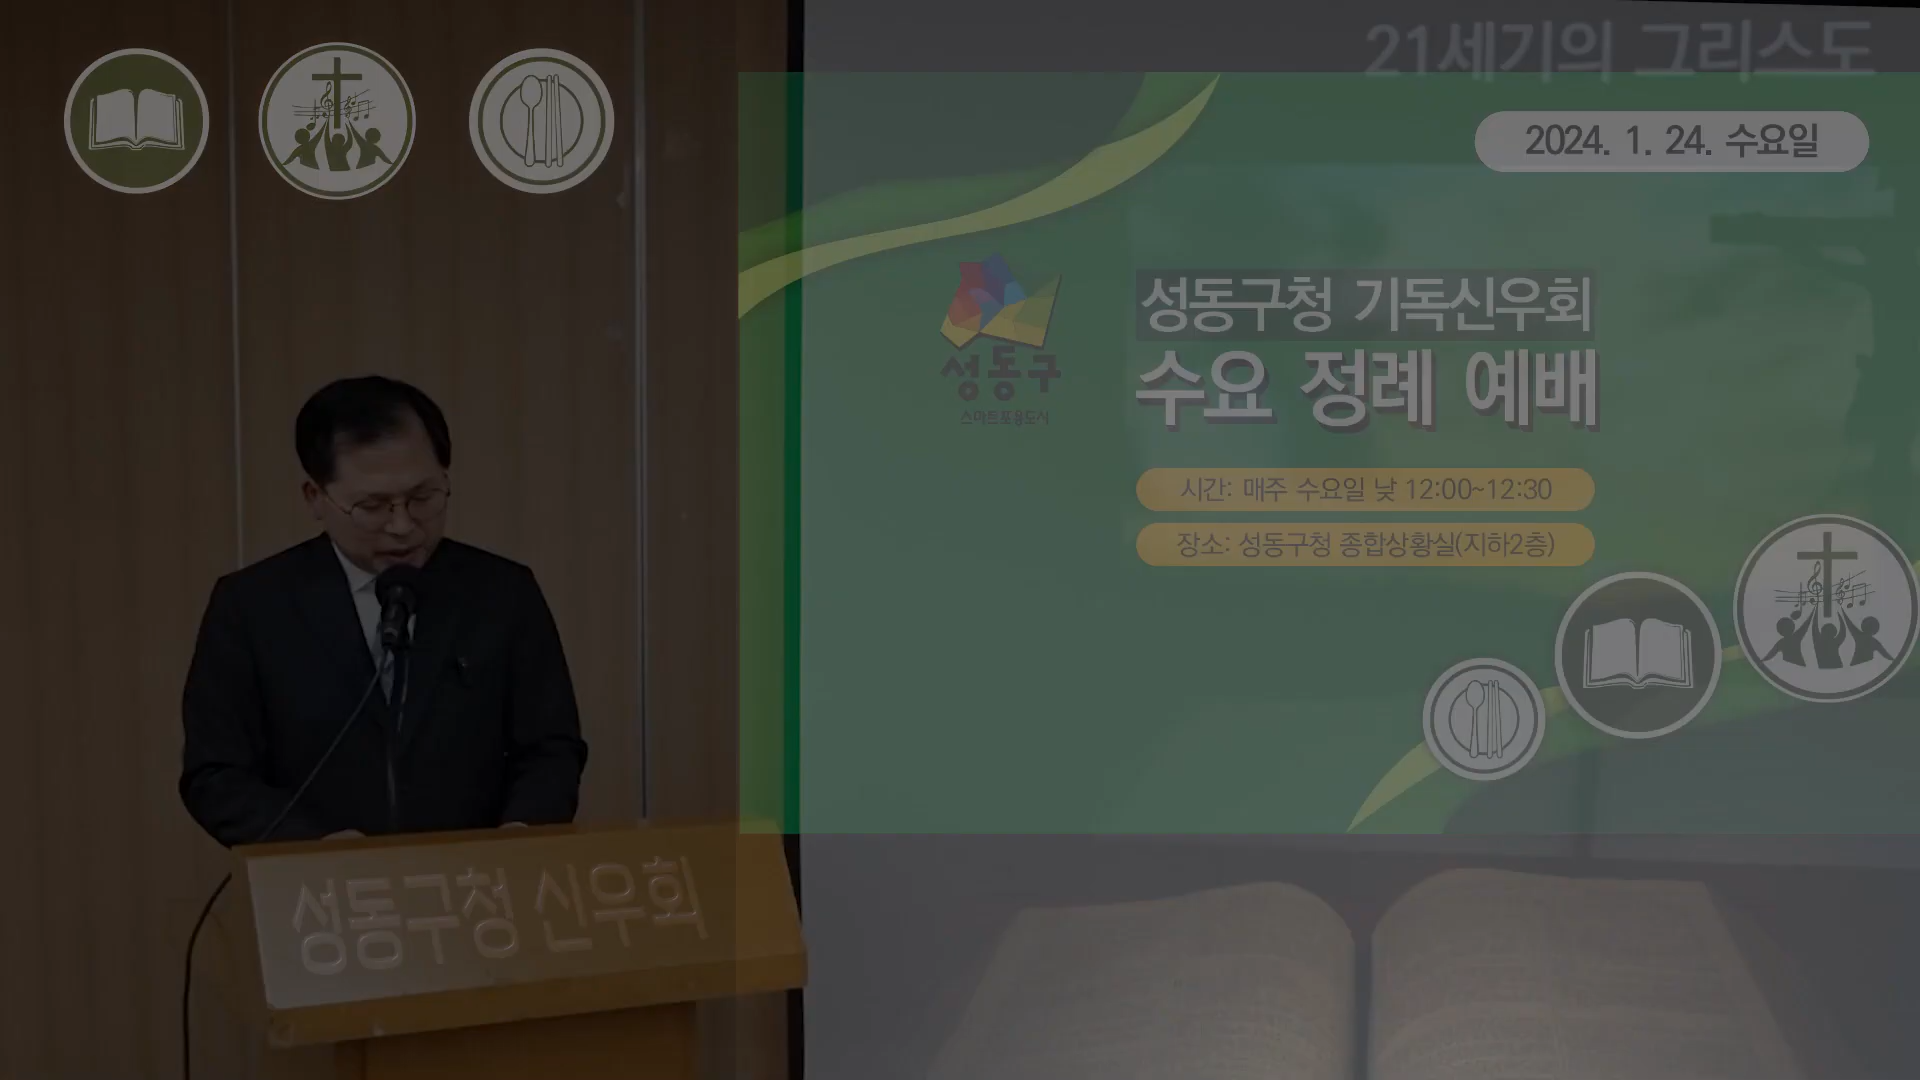 21세기의 그리스도
2024. 1. 24. 수요일
성동구청 기독신우회
수요 정례 예배
성동구
스마트포용도시
시간: 매주 수요일 낮 12:00~12:30
장소: 성동구청 종합상황실(지하2층)
성동구청 신우회